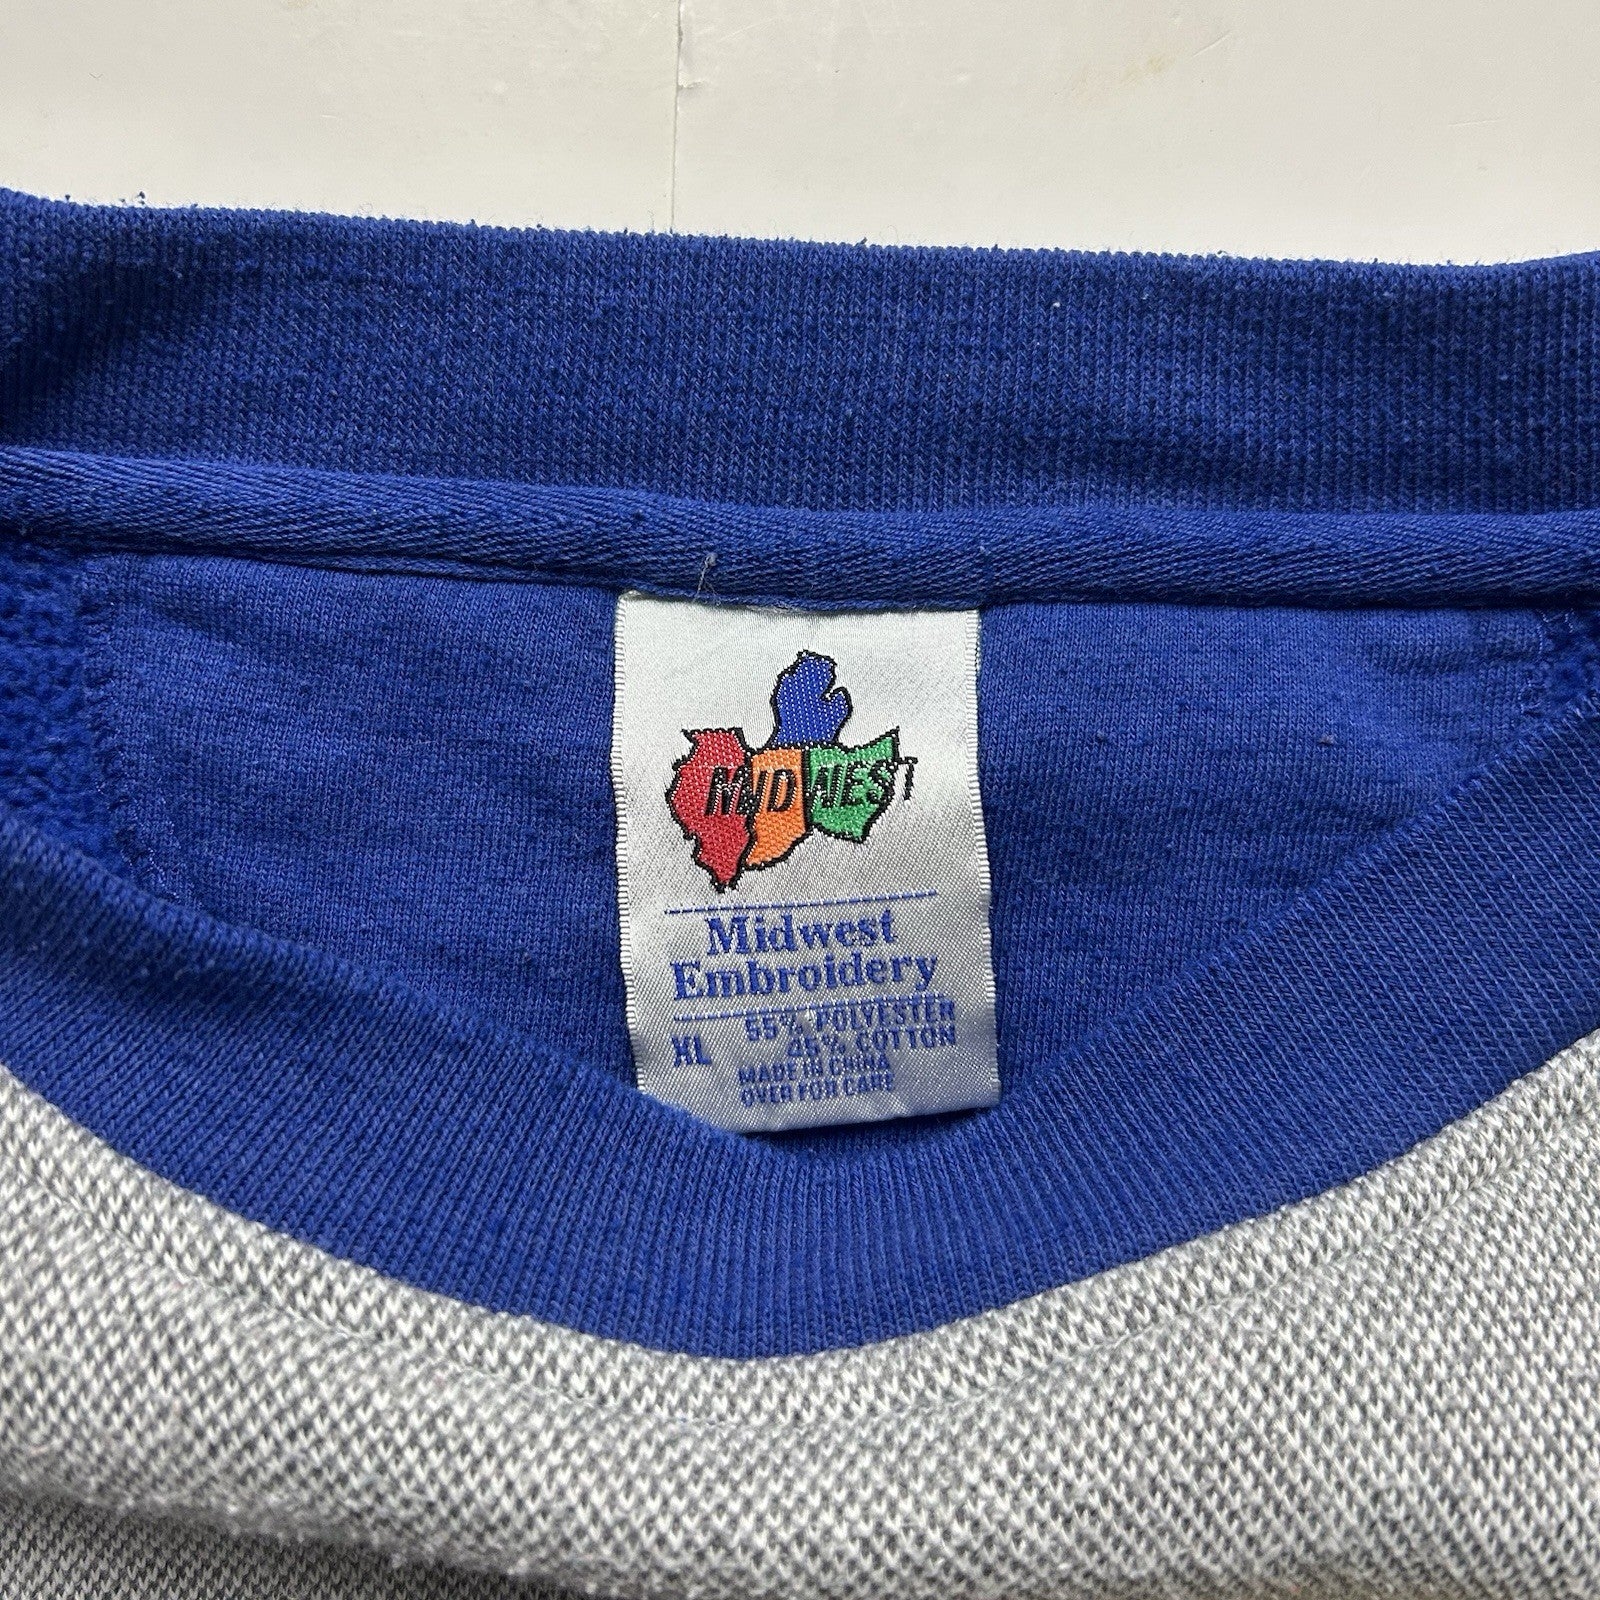 MIDWEST
Midwest
Embroidery
XL
55% POLYESTER
45% COTTON
MADE IN CHINA
OVER FOR CARE